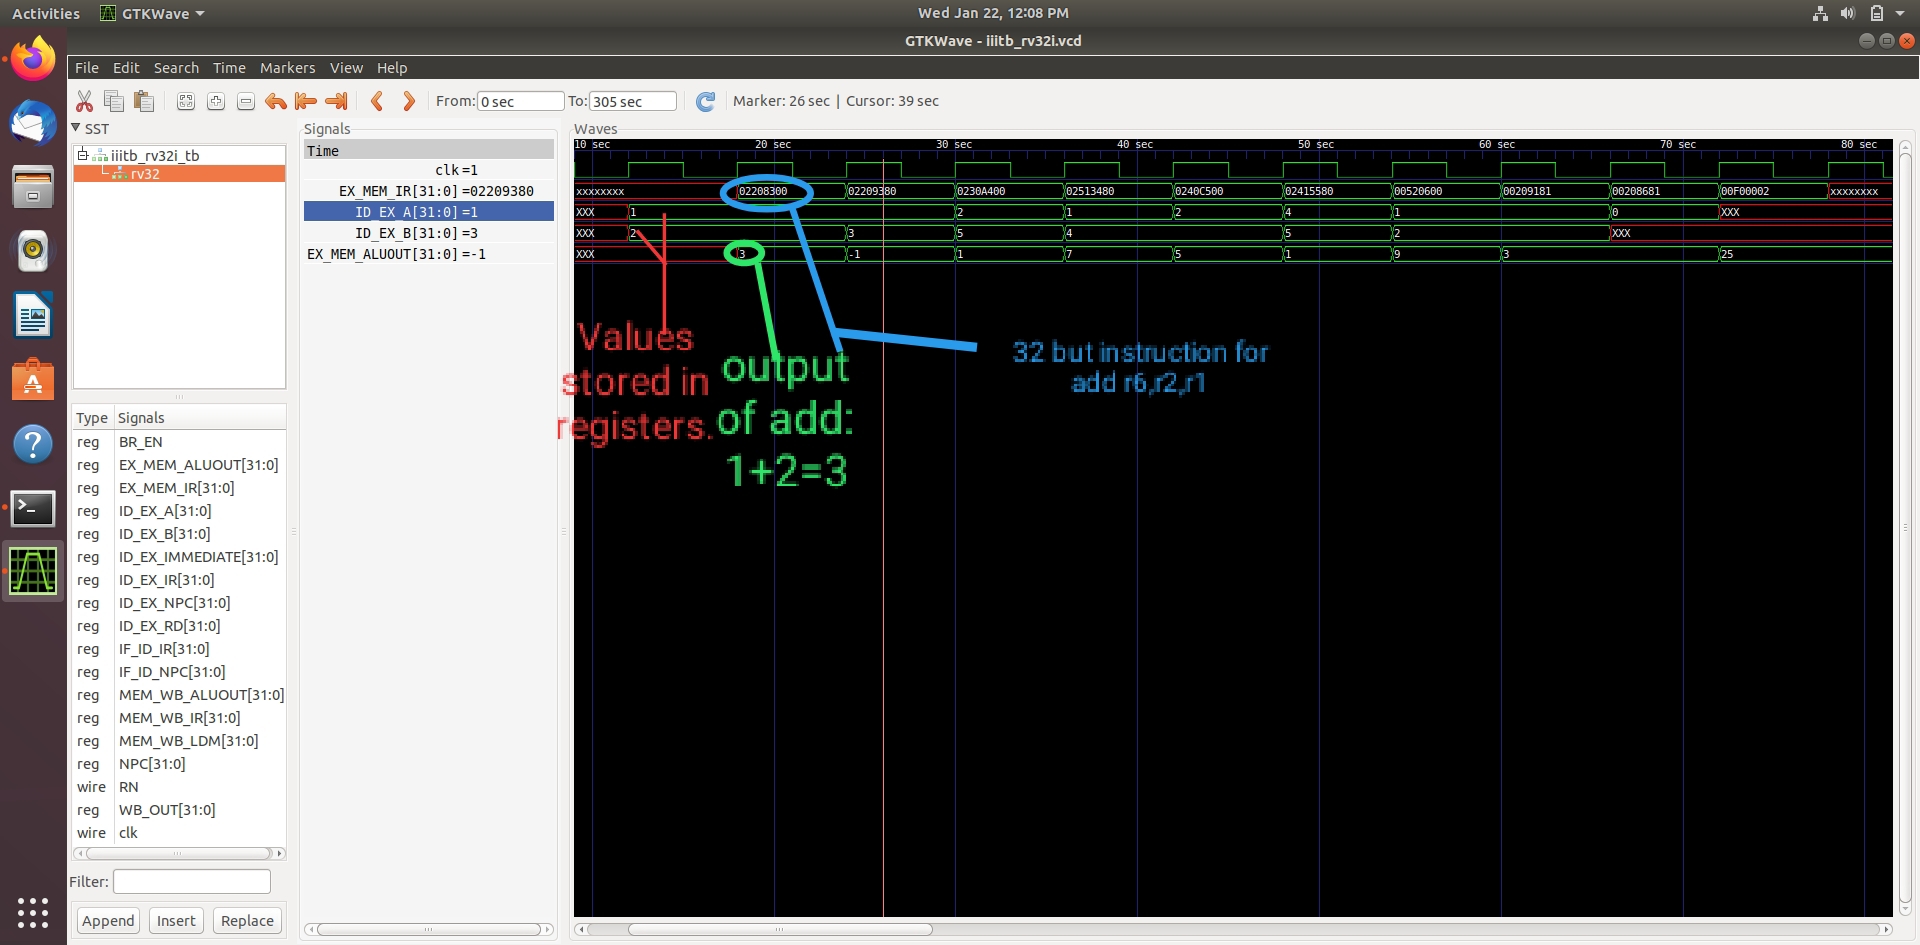 Activities GTKWave Wed Jan 22, 12:08 PM
GTKWave - iiitb_rv32i.vcd
File Edit Search Time Markers View Help
From: 0 sec To: 305 sec Marker: 26 sec | Cursor: 39 sec
SST
iiitb_rv32i_tb
rv32
Type Signals
reg BR_EN
reg EX_MEM_ALUOUT[31:0]
reg EX_MEM_IR[31:0]
reg ID_EX_A[31:0]
reg ID_EX_B[31:0]
reg ID_EX_IMMEDIATE[31:0]
reg ID_EX_IR[31:0]
reg ID_EX_NPC[31:0]
reg ID_EX_RD[31:0]
reg IF_ID_IR[31:0]
reg IF_ID_NPC[31:0]
reg MEM_WB_ALUOUT[31:0]
reg MEM_WB_IR[31:0]
reg MEM_WB_LDM[31:0]
reg NPC[31:0]
wire RN
reg WB_OUT[31:0]
wire clk
Filter:
Append Insert Replace
Signals
Time
clk =1
EX_MEM_IR[31:0] =02209380
ID_EX_A[31:0] =1
ID_EX_B[31:0] =3
EX_MEM_ALUOUT[31:0] =-1
Waves
10 sec 20 sec 30 sec 40 sec 50 sec 60 sec 70 sec 80 sec
xxxxxxxx 02208300 02209380 0230A400 02513480 0240C500 02415580 00520600 00209181 00208681 00F00002 xxxxxxxx
XXX 1 2 1 2 4 1 0 XXX
XXX 2 3 5 4 5 2 XXX
XXX 3 -1 1 7 5 1 9 3 25
Values
stored in
registers.
output
of add:
1+2=3
32 but instruction for
add r6,r2,r1